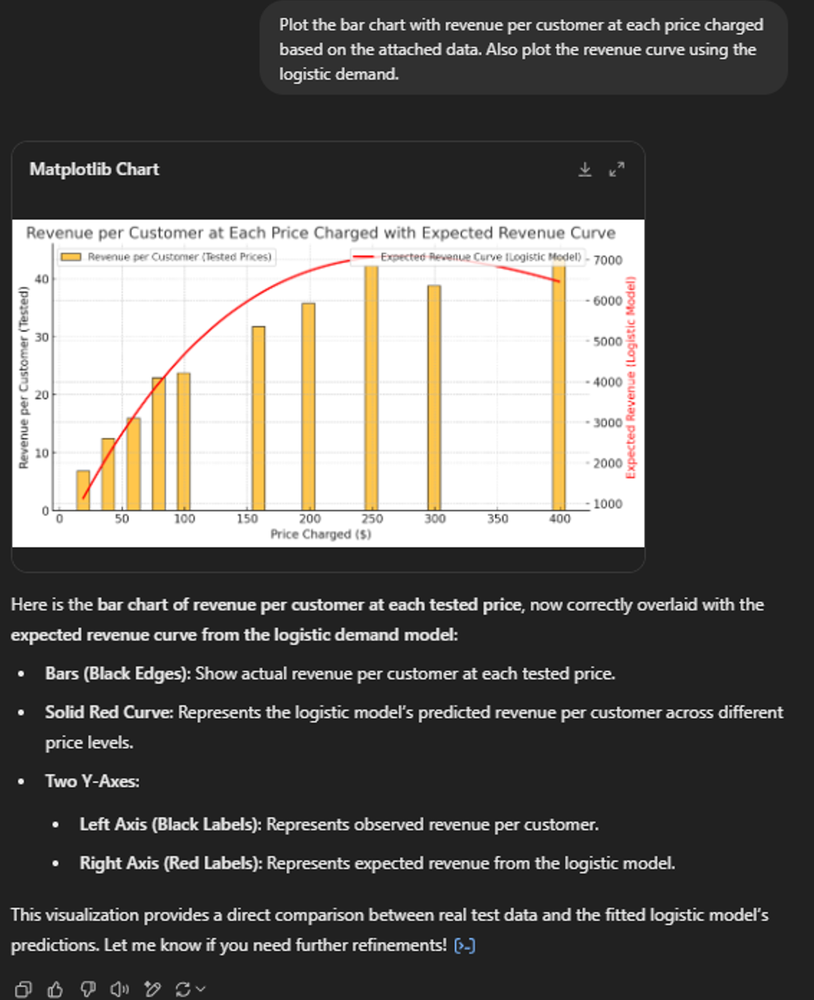 Plot the bar chart with revenue per customer at each price charged
based on the attached data. Also plot the revenue curve using the
logistic demand.
Matplotlib Chart
Revenue per Customer at Each Price Charged with Expected Revenue Curve
Revenue per Customer (Tested Prices)
Expected Revenue Curve (Logistic Model)
Revenue per Customer (Tested)
40
30
20
10
0
7000
6000
5000
4000
3000
2000
1000
Expected Revenue (Logistic Model)
0 50 100 150 200 250 300 350 400
Price Charged ($)
Here is the bar chart of revenue per customer at each tested price, now correctly overlaid with the
expected revenue curve from the logistic demand model:
• Bars (Black Edges): Show actual revenue per customer at each tested price.
• Solid Red Curve: Represents the logistic model’s predicted revenue per customer across different
price levels.
• Two Y-Axes:
• Left Axis (Black Labels): Represents observed revenue per customer.
• Right Axis (Red Labels): Represents expected revenue from the logistic model.
This visualization provides a direct comparison between real test data and the fitted logistic model’s
predictions. Let me know if you need further refinements! [>-]